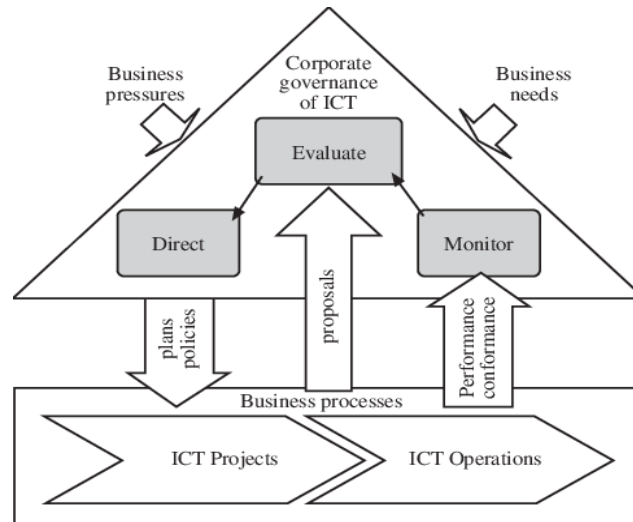 Corporate
governance
of ICT
Business
pressures
Business
needs
Evaluate
Direct
Monitor
plans
policies
proposals
Performance
conformance
Business processes
ICT Projects
ICT Operations